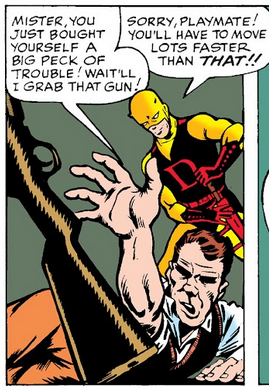 MISTER, YOU
JUST BOUGHT
YOURSELF A
BIG PECK OF
TROUBLE! WAIT'LL
I GRAB THAT GUN!
SORRY, PLAYMATE!
YOU'LL HAVE TO MOVE
LOTS FASTER
THAN THAT!!
D